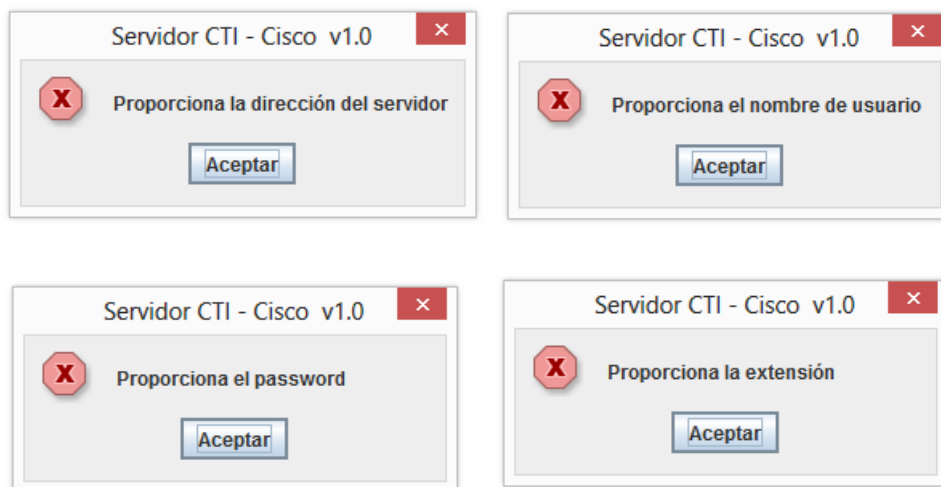 Servidor CTI - Cisco v1.0
Proporciona la dirección del servidor
Aceptar
Servidor CTI - Cisco v1.0
Proporciona el nombre de usuario
Aceptar
Servidor CTI - Cisco v1.0
Proporciona el password
Aceptar
Servidor CTI - Cisco v1.0
Proporciona la extensión
Aceptar